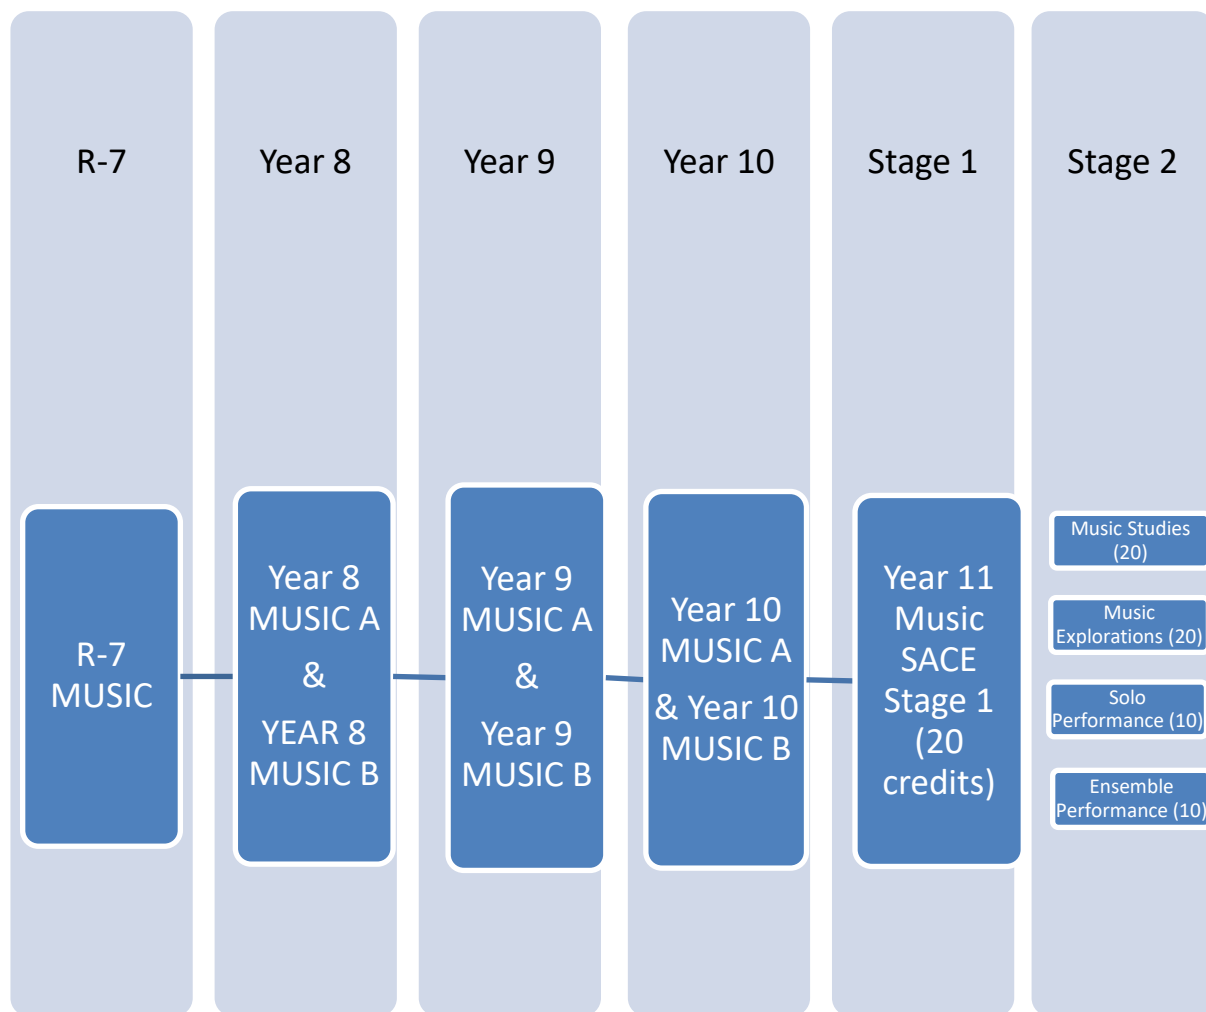 R-7
Year 8
Year 9
Year 10
Stage 1
Stage 2
R-7
MUSIC
Year 8
MUSIC A
&
YEAR 8
MUSIC B
Year 9
MUSIC A
&
Year 9
MUSIC B
Year 10
MUSIC A
& Year 10
MUSIC B
Year 11
Music
SACE
Stage 1
(20
credits)
Music Studies
(20)
Music
Explorations (20)
Solo
Performance (10)
Ensemble
Performance (10)